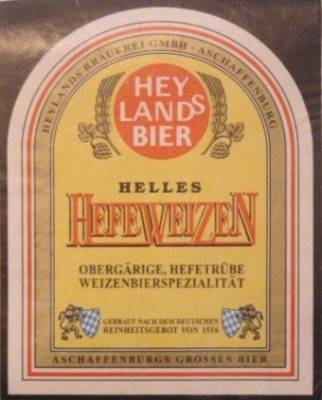 HEYLANDS BRAUEREI GMBH - ASCHAFFENBURG
HEY
LANDS
BIER
HELLES
HEFEWEIZEN
OBERGÄRIGE, HEFETRÜBE
WEIZENBIERSPEZIALITÄT
GEBRAUT NACH DEM DEUTSCHEN
REINHEITSGEBOT VON 1516
ASCHAFFENBURGS GROSSES BIER